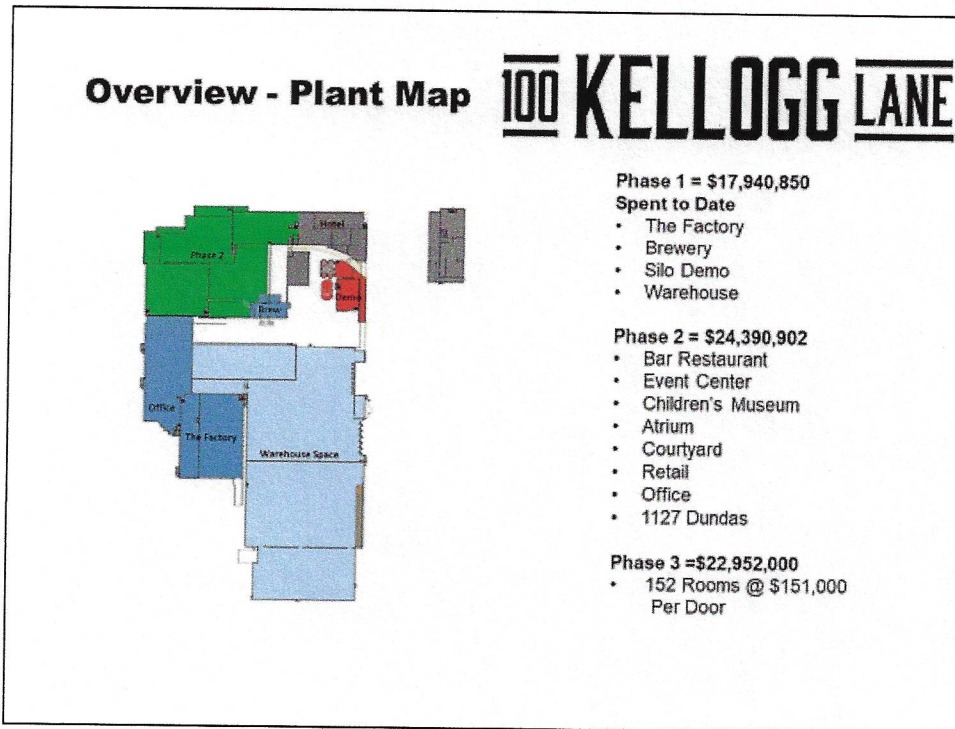 Overview - Plant Map
100 KELLOGG LANE
Phase 1 = $17,940,850
Spent to Date
• The Factory
• Brewery
• Silo Demo
• Warehouse
Phase 2 = $24,390,902
• Bar Restaurant
• Event Center
• Children's Museum
• Atrium
• Courtyard
• Retail
• Office
• 1127 Dundas
Phase 3 =$22,952,000
• 152 Rooms @ $151,000
Per Door
Hotel
Phase 2
Demo
Brew
Office
The Factory
Warehouse Space